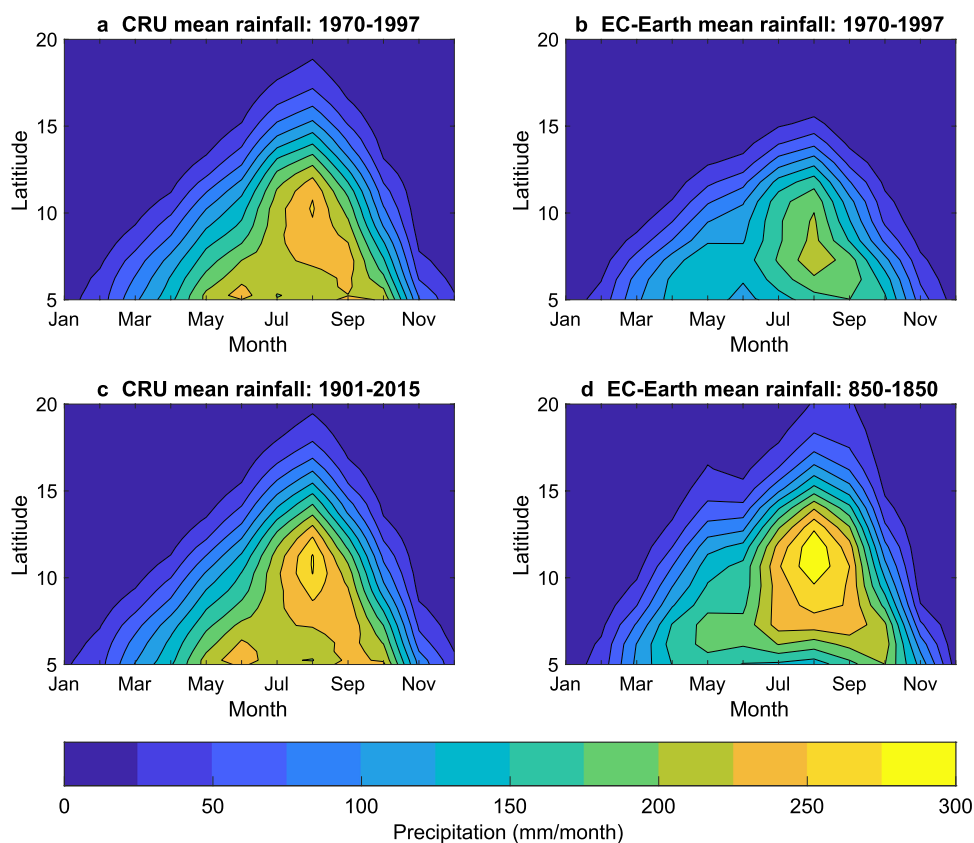 a CRU mean rainfall: 1970-1997
20
15
10
5
Latitiude
Jan Mar May Jul Sep Nov
Month
b EC-Earth mean rainfall: 1970-1997
20
15
10
5
Latitiude
Jan Mar May Jul Sep Nov
Month
c CRU mean rainfall: 1901-2015
20
15
10
5
Latitiude
Jan Mar May Jul Sep Nov
Month
d EC-Earth mean rainfall: 850-1850
20
15
10
5
Latitiude
Jan Mar May Jul Sep Nov
Month
0 50 100 150 200 250 300
Precipitation (mm/month)